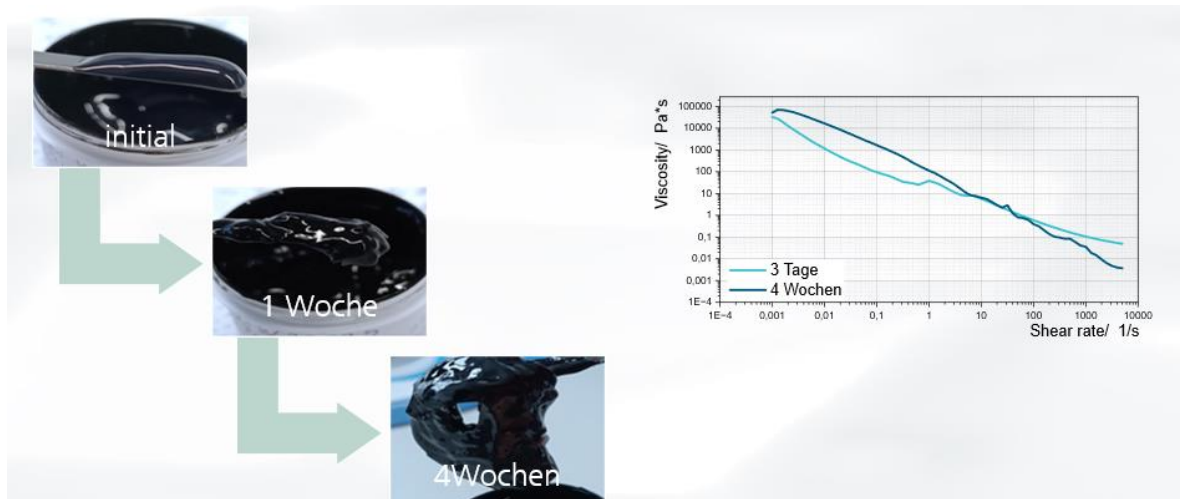 initial
1 Woche
4Wochen
Viscosity/ Pa*s
100000
10000
1000
100
10
1
0,1
0,01
0,001
1E−4
3 Tage
4 Wochen
1E−4
0,001
0,01
0,1
1
10
100
1000
10000
Shear rate/ 1/s